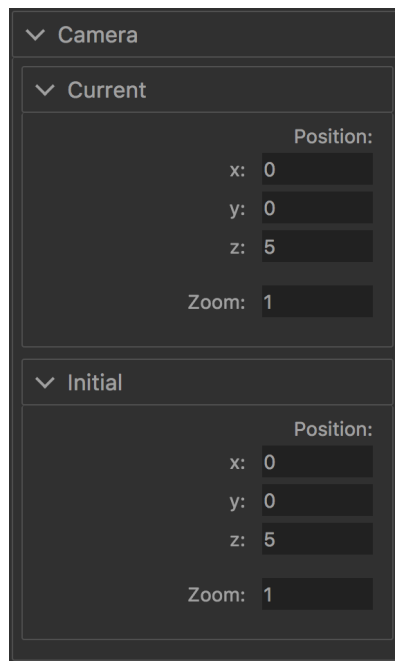 Camera
Current
Position:
x: 0
y: 0
z: 5
Zoom: 1
Initial
Position:
x: 0
y: 0
z: 5
Zoom: 1